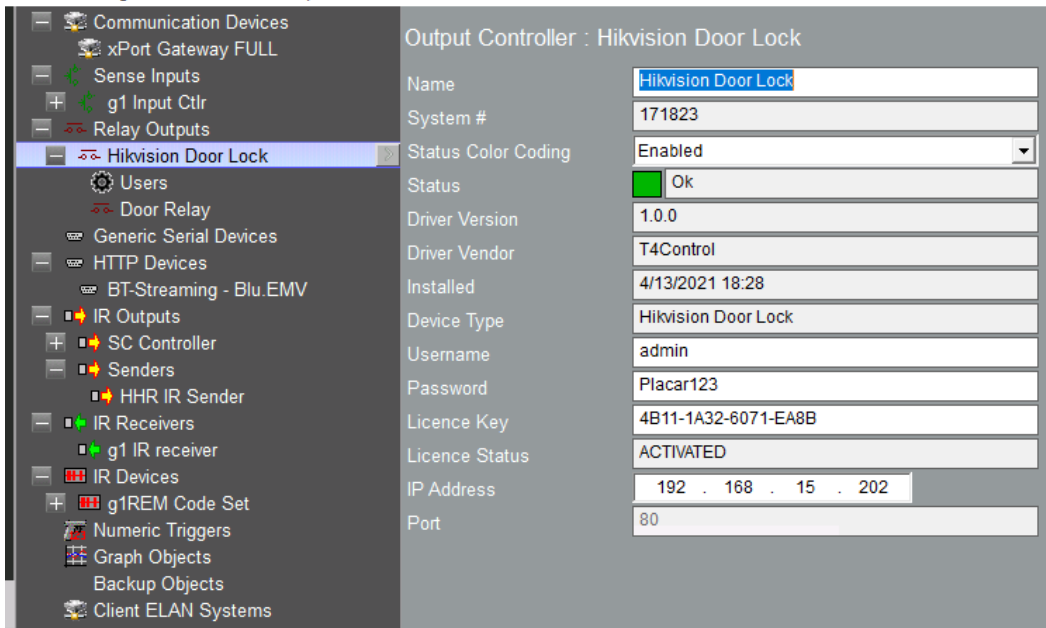 Communication Devices
xPort Gateway FULL
Sense Inputs
g1 Input Ctlr
Relay Outputs
Hikvision Door Lock
Users
Door Relay
Generic Serial Devices
HTTP Devices
BT-Streaming - Blu.EMV
IR Outputs
SC Controller
Senders
HHR IR Sender
IR Receivers
g1 IR receiver
IR Devices
g1REM Code Set
Numeric Triggers
Graph Objects
Backup Objects
Client ELAN Systems
Output Controller : Hikvision Door Lock
Name Hikvision Door Lock
System # 171823
Status Color Coding Enabled
Status Ok
Driver Version 1.0.0
Driver Vendor T4Control
Installed 4/13/2021 18:28
Device Type Hikvision Door Lock
Username admin
Password Placar123
Licence Key 4B11-1A32-6071-EA8B
Licence Status ACTIVATED
IP Address 192 . 168 . 15 . 202
Port 80